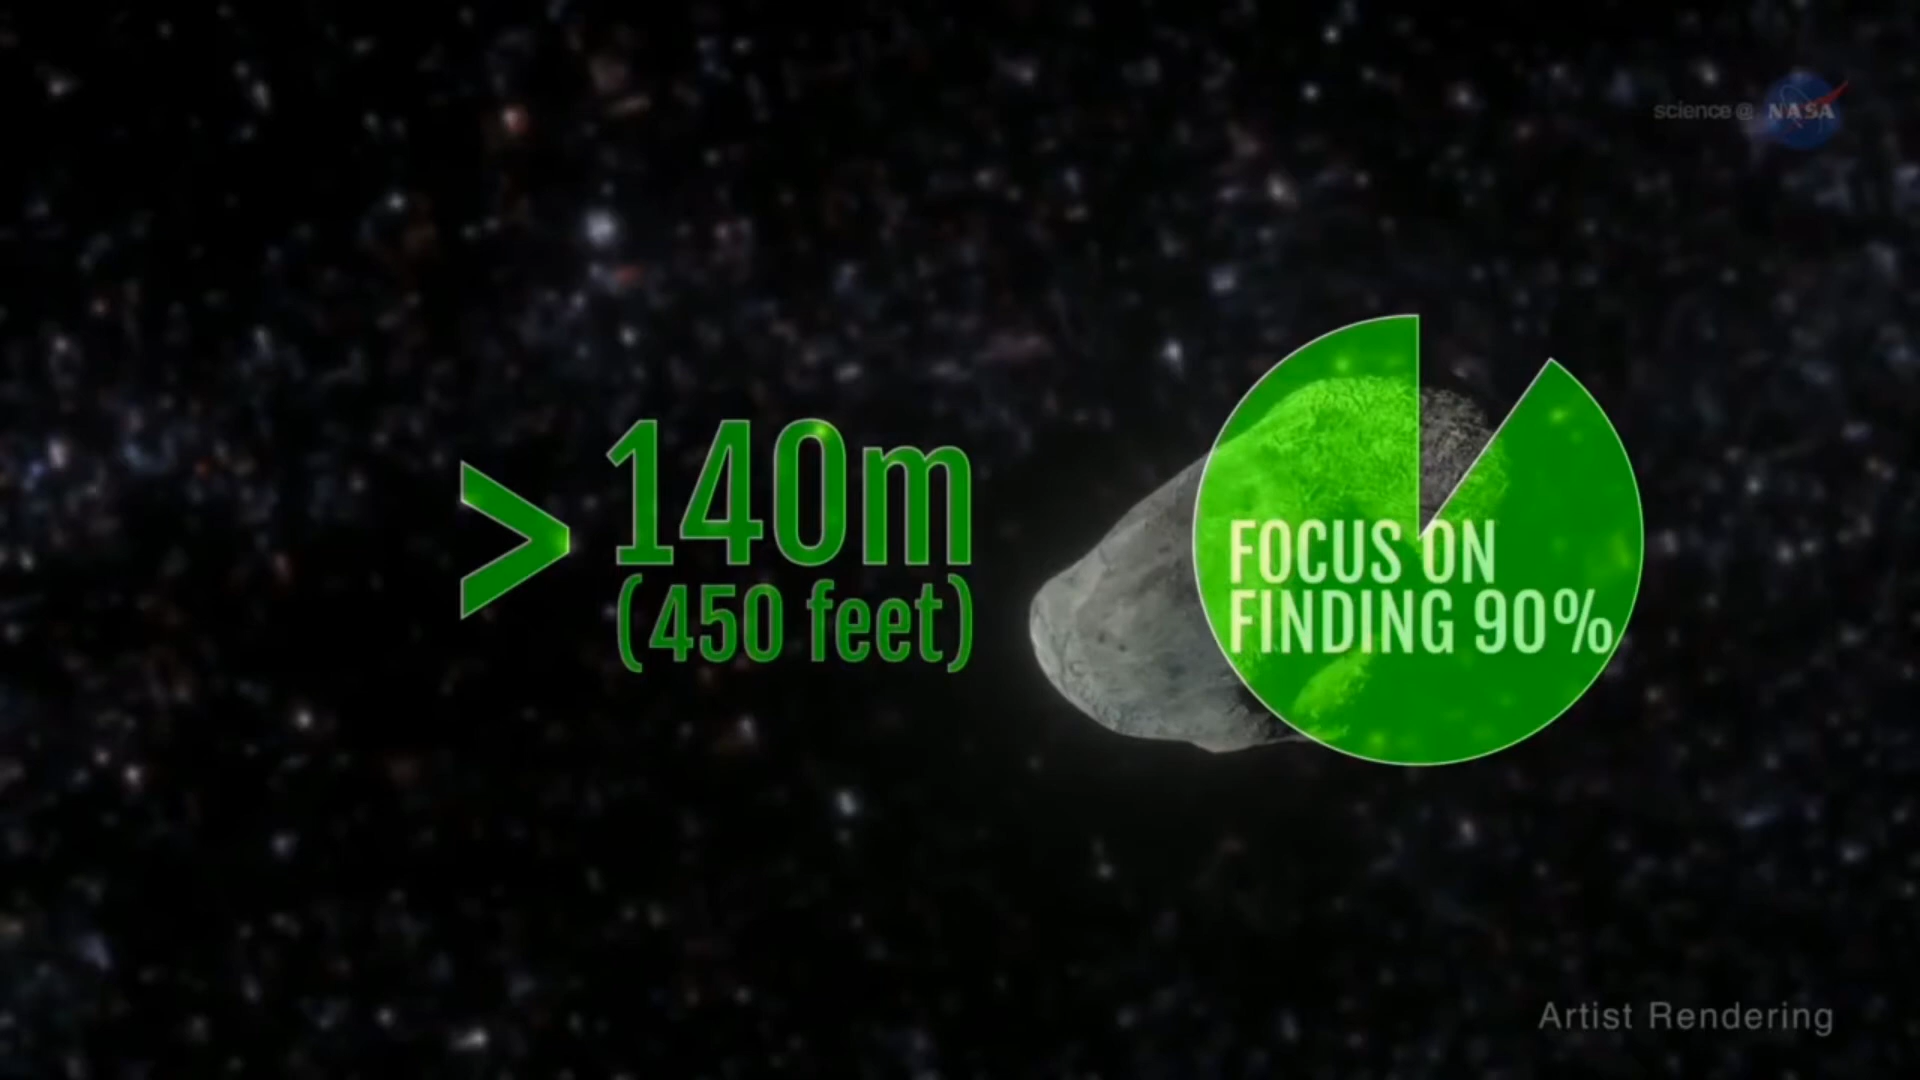 science@ NASA
> 140m
(450 feet)
FOCUS ON
FINDING 90%
Artist Rendering